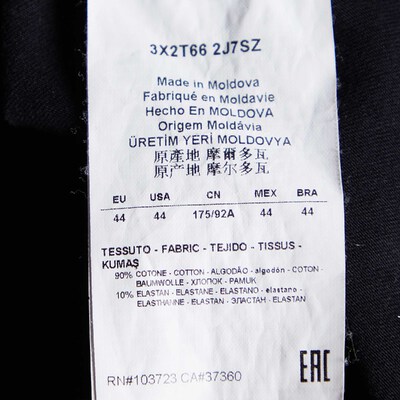 3X2T66 2J7SZ
Made in Moldova
Fabriqué en Moldavie
Hecho En MOLDOVA
Origem Moldávia
ÜRETİM YERİ MOLDOVYA
原產地 摩爾多瓦
原产地 摩尔多瓦
EU USA CN MEX BRA
44 44 175/92A 44 44
TESSUTO - FABRIC - TEJIDO - TISSUS -
KUMAŞ
90% COTONE - COTTON - ALGODÃO - algodón - COTON -
BAUMWOLLE - ХЛОПОК - PAMUK
10% ELASTAN - ELASTANE - ELASTANO - elastano -
ELASTHANNE - ELASTAN - ЭЛАСТАН - ELASTAN
EAC
RN#103723 CA#37360